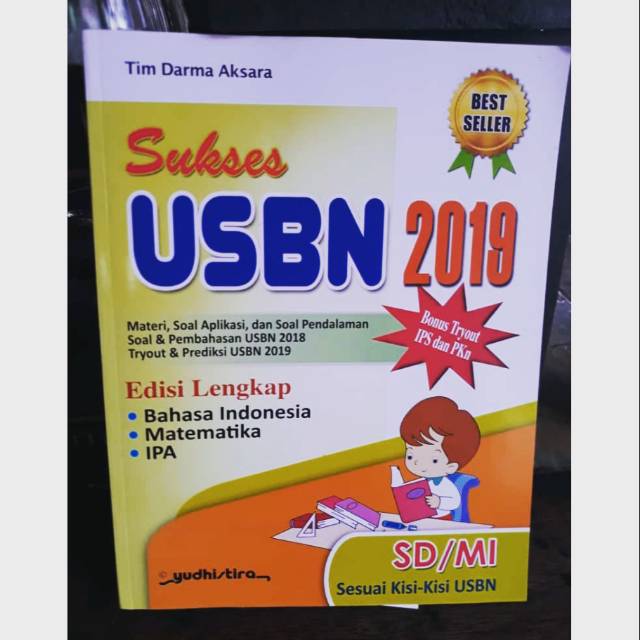 Tim Darma Aksara
BEST
SELLER
Sukses
USBN 2019
Materi, Soal Aplikasi, dan Soal Pendalaman
Soal & Pembahasan USBN 2018
Tryout & Prediksi USBN 2019
Bonus Tryout
IPS dan PKn
Edisi Lengkap
• Bahasa Indonesia
• Matematika
• IPA
SD/MI
Sesuai Kisi-Kisi USBN
© yudhistira